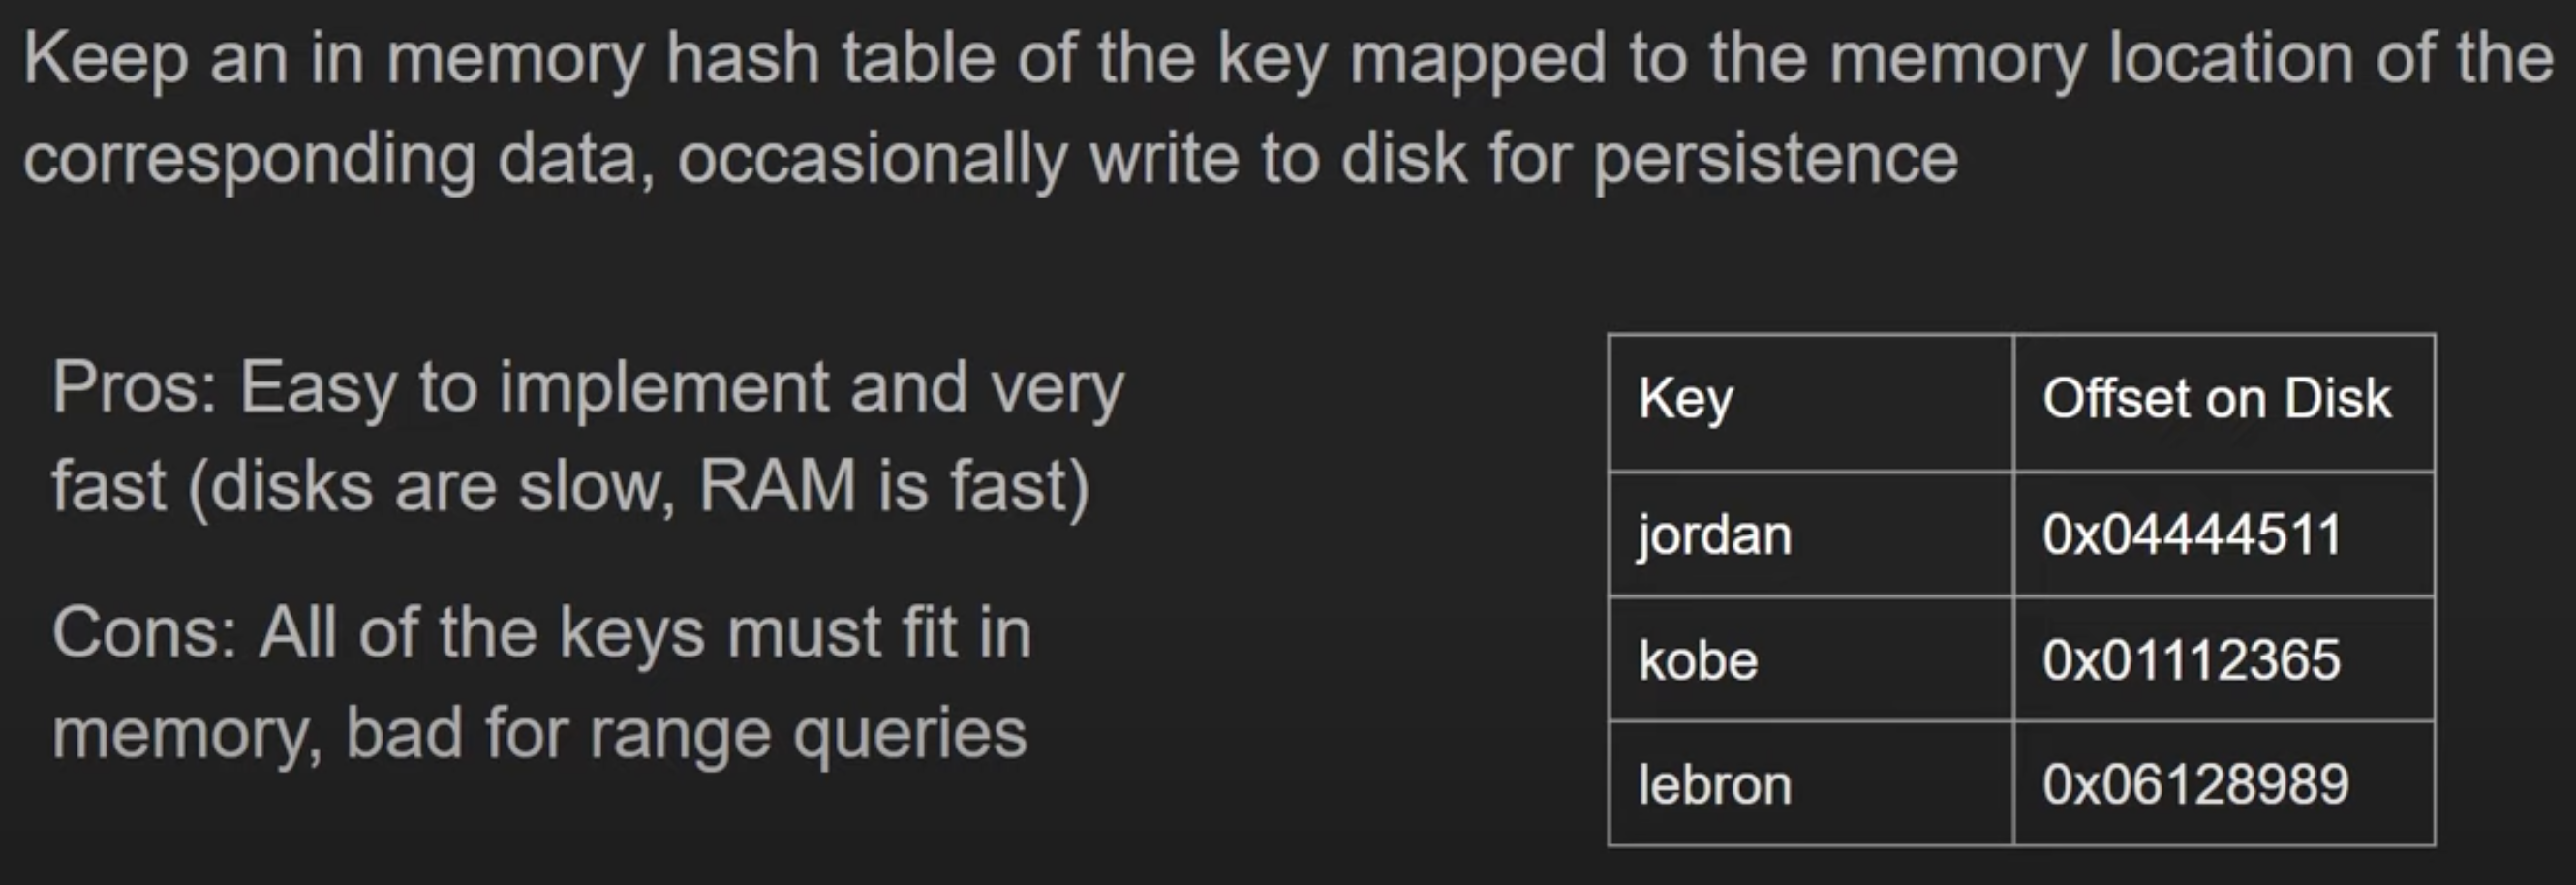 Keep an in memory hash table of the key mapped to the memory location of the
corresponding data, occasionally write to disk for persistence
Pros: Easy to implement and very
fast (disks are slow, RAM is fast)
Cons: All of the keys must fit in
memory, bad for range queries
Key Offset on Disk
jordan 0x04444511
kobe 0x01112365
lebron 0x06128989